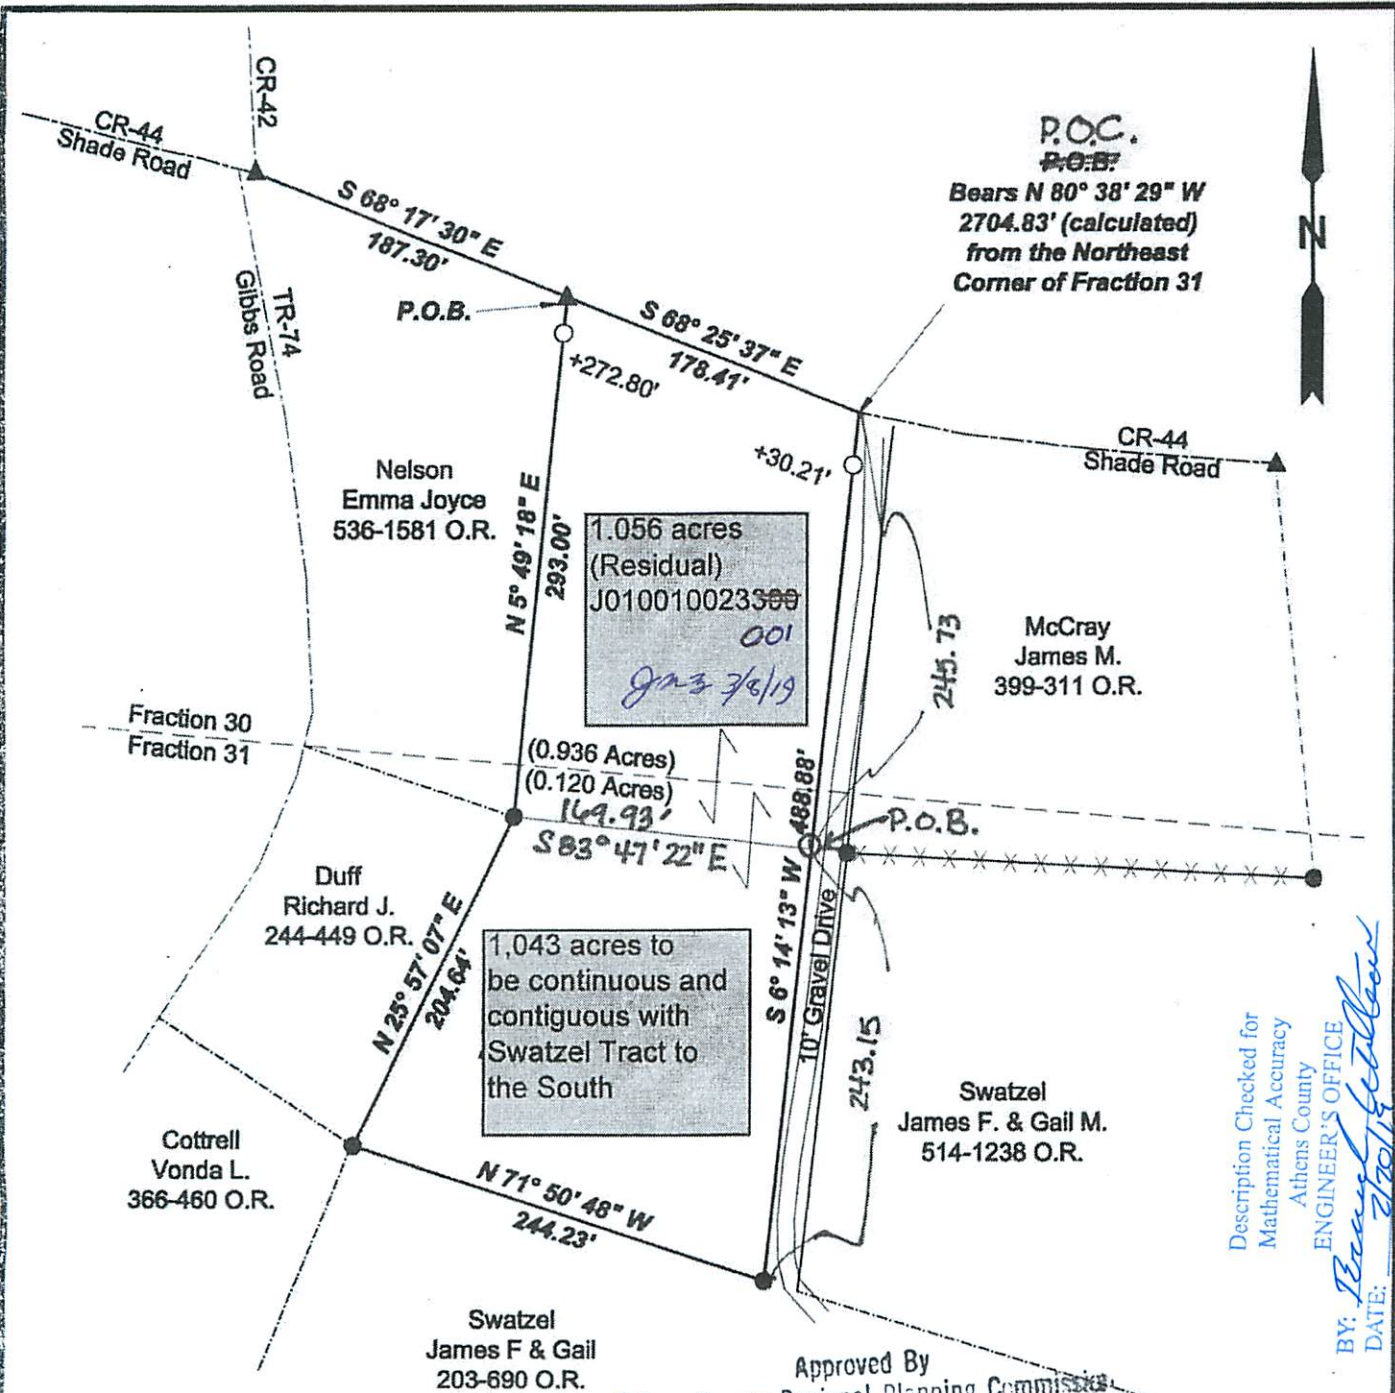 CR-42
CR-44
Shade Road
S 68° 17' 30" E
187.30'
P.O.C.
P.O.B.
Bears N 80° 38' 29" W
2704.83' (calculated)
from the Northeast
Corner of Fraction 31
N
TR-74
Gibbs Road
P.O.B.
S 68° 25' 37" E
178.41'
+272.80'
+30.21'
CR-44
Shade Road
Nelson
Emma Joyce
536-1581 O.R.
N 5° 49' 18" E
293.00'
1.056 acres
(Residual)
J010010023300
001
3/8/19
245.73
McCray
James M.
399-311 O.R.
Fraction 30
Fraction 31
(0.936 Acres)
(0.120 Acres)
169.93'
S 83° 47' 22" E
S 6° 14' 13" W 488.88'
P.O.B.
10' Gravel Drive
Duff
Richard J.
244-449 O.R.
N 25° 57' 07" E
204.64'
1,043 acres to
be continuous and
contiguous with
Swatzel Tract to
the South
243.15
Swatzel
James F. & Gail M.
514-1238 O.R.
Cottrell
Vonda L.
366-460 O.R.
N 71° 50' 48" W
244.23'
Swatzel
James F & Gail
203-690 O.R.
Approved By
Regional Planning Commission
Description Checked for
Mathematical Accuracy
Athens County
ENGINEER'S OFFICE
BY:
DATE: 2/20/19